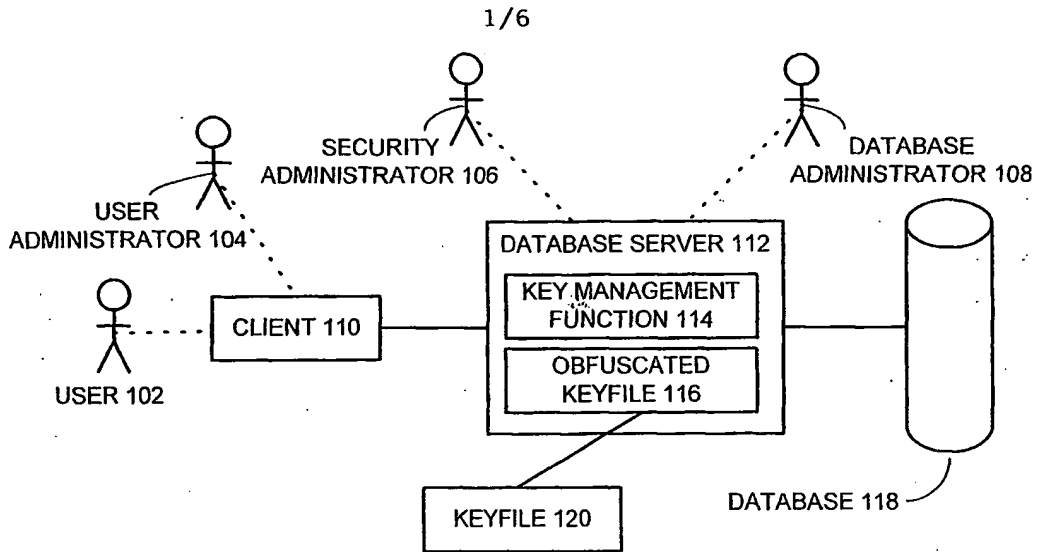 1/6
SECURITY
ADMINISTRATOR 106
DATABASE
ADMINISTRATOR 108
USER
ADMINISTRATOR 104
DATABASE SERVER 112
KEY MANAGEMENT
FUNCTION 114
CLIENT 110
OBFUSCATED
KEYFILE 116
USER 102
DATABASE 118
KEYFILE 120